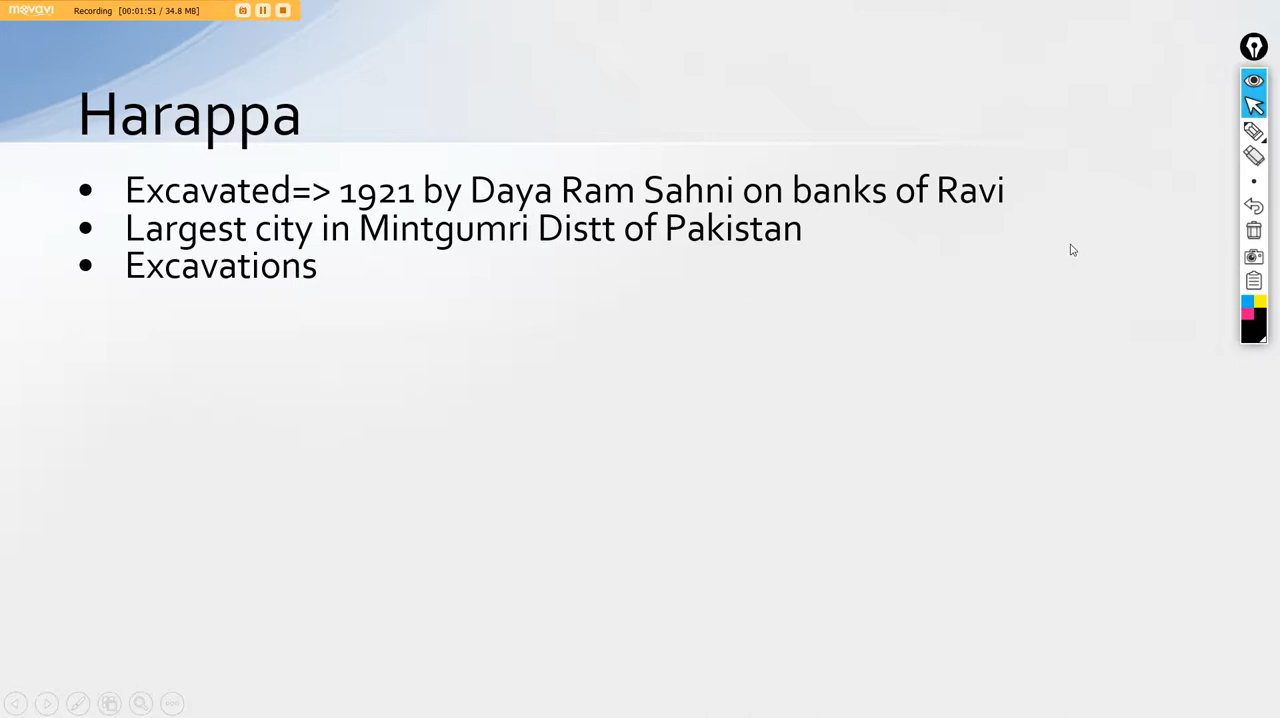 movavi Recording [00:01:51 / 34.8 MB]
Harappa
• Excavated=> 1921 by Daya Ram Sahni on banks of Ravi
• Largest city in Mintgumri Distt of Pakistan
• Excavations